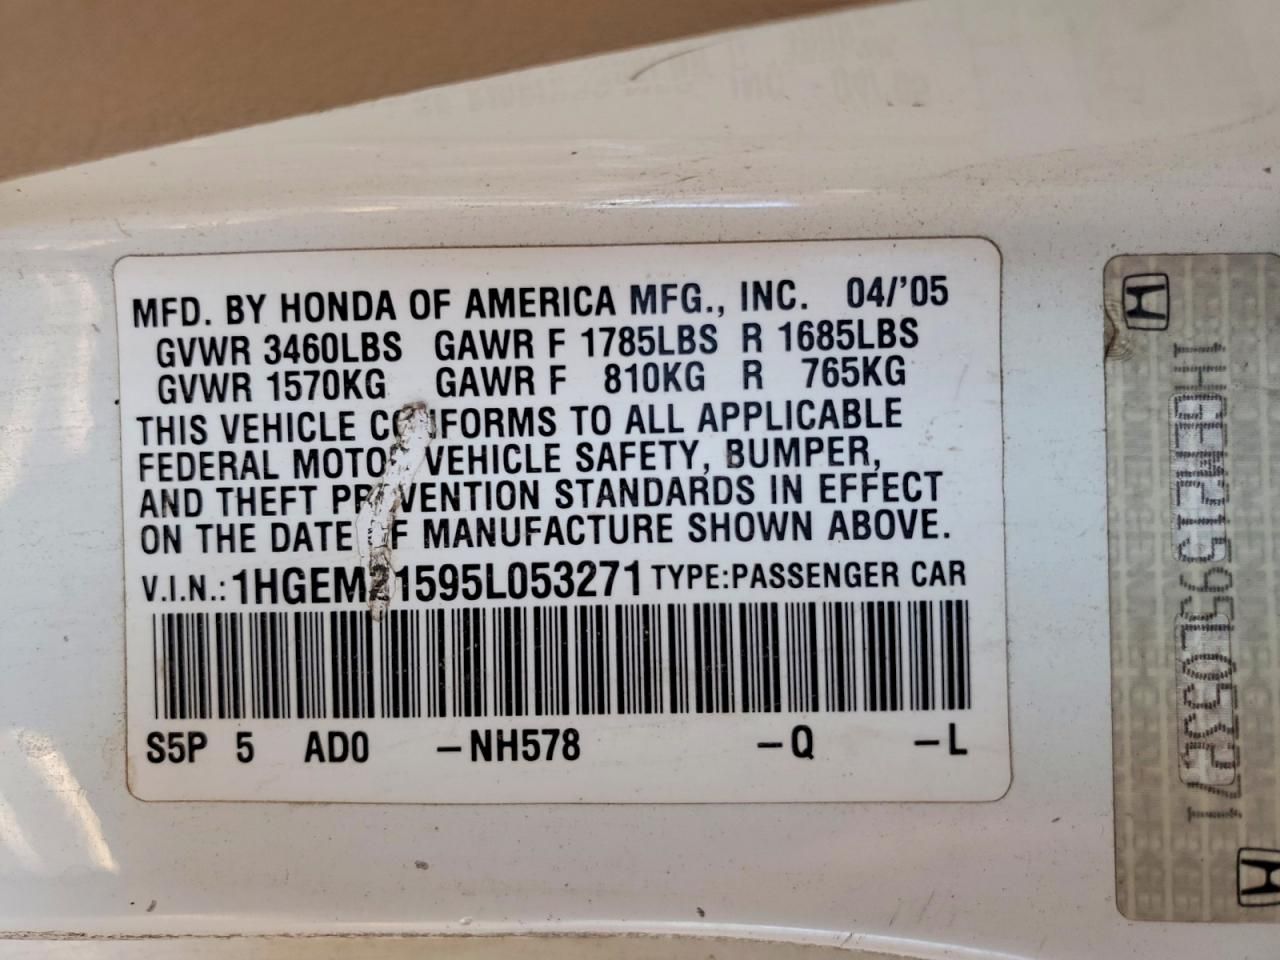 MFD. BY HONDA OF AMERICA MFG., INC. 04/'05
GVWR 3460LBS GAWR F 1785LBS R 1685LBS
GVWR 1570KG GAWR F 810KG R 765KG
THIS VEHICLE CONFORMS TO ALL APPLICABLE
FEDERAL MOTOR VEHICLE SAFETY, BUMPER,
AND THEFT PREVENTION STANDARDS IN EFFECT
ON THE DATE OF MANUFACTURE SHOWN ABOVE.
V.I.N.: 1HGEM21595L053271 TYPE:PASSENGER CAR
S5P 5 AD0 -NH578 -Q -L
1HGEM21595L053271